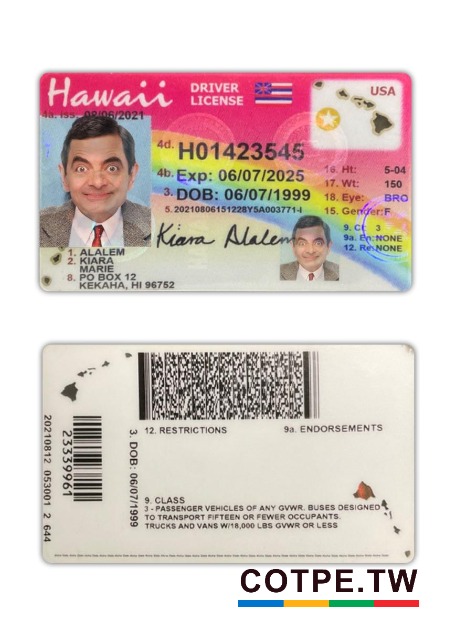 Hawaii
DRIVER
LICENSE
USA
4a. Iss. 08/06/2021
4d. H01423545
4b. Exp: 06/07/2025
3. DOB: 06/07/1999
5. 20210806151228Y5A003771-I
16. Ht: 5-04
17. Wt: 150
18. Eye: BRO
15. Gender: F
9. Cl: 3
9a. En: NONE
12. Re: NONE
Kiara Alalem
1. ALALEM
2. KIARA
MARIE
8. PO BOX 12
KEKAHA, HI 96752
20210812 053001 2 644
23339961
3. DOB: 06/07/1999
12. RESTRICTIONS
9a. ENDORSEMENTS
9. CLASS
3 - PASSENGER VEHICLES OF ANY GVWR. BUSES DESIGNED
TO TRANSPORT FIFTEEN OR FEWER OCCUPANTS.
TRUCKS AND VANS W/18,000 LBS GVWR OR LESS
COTPE.TW